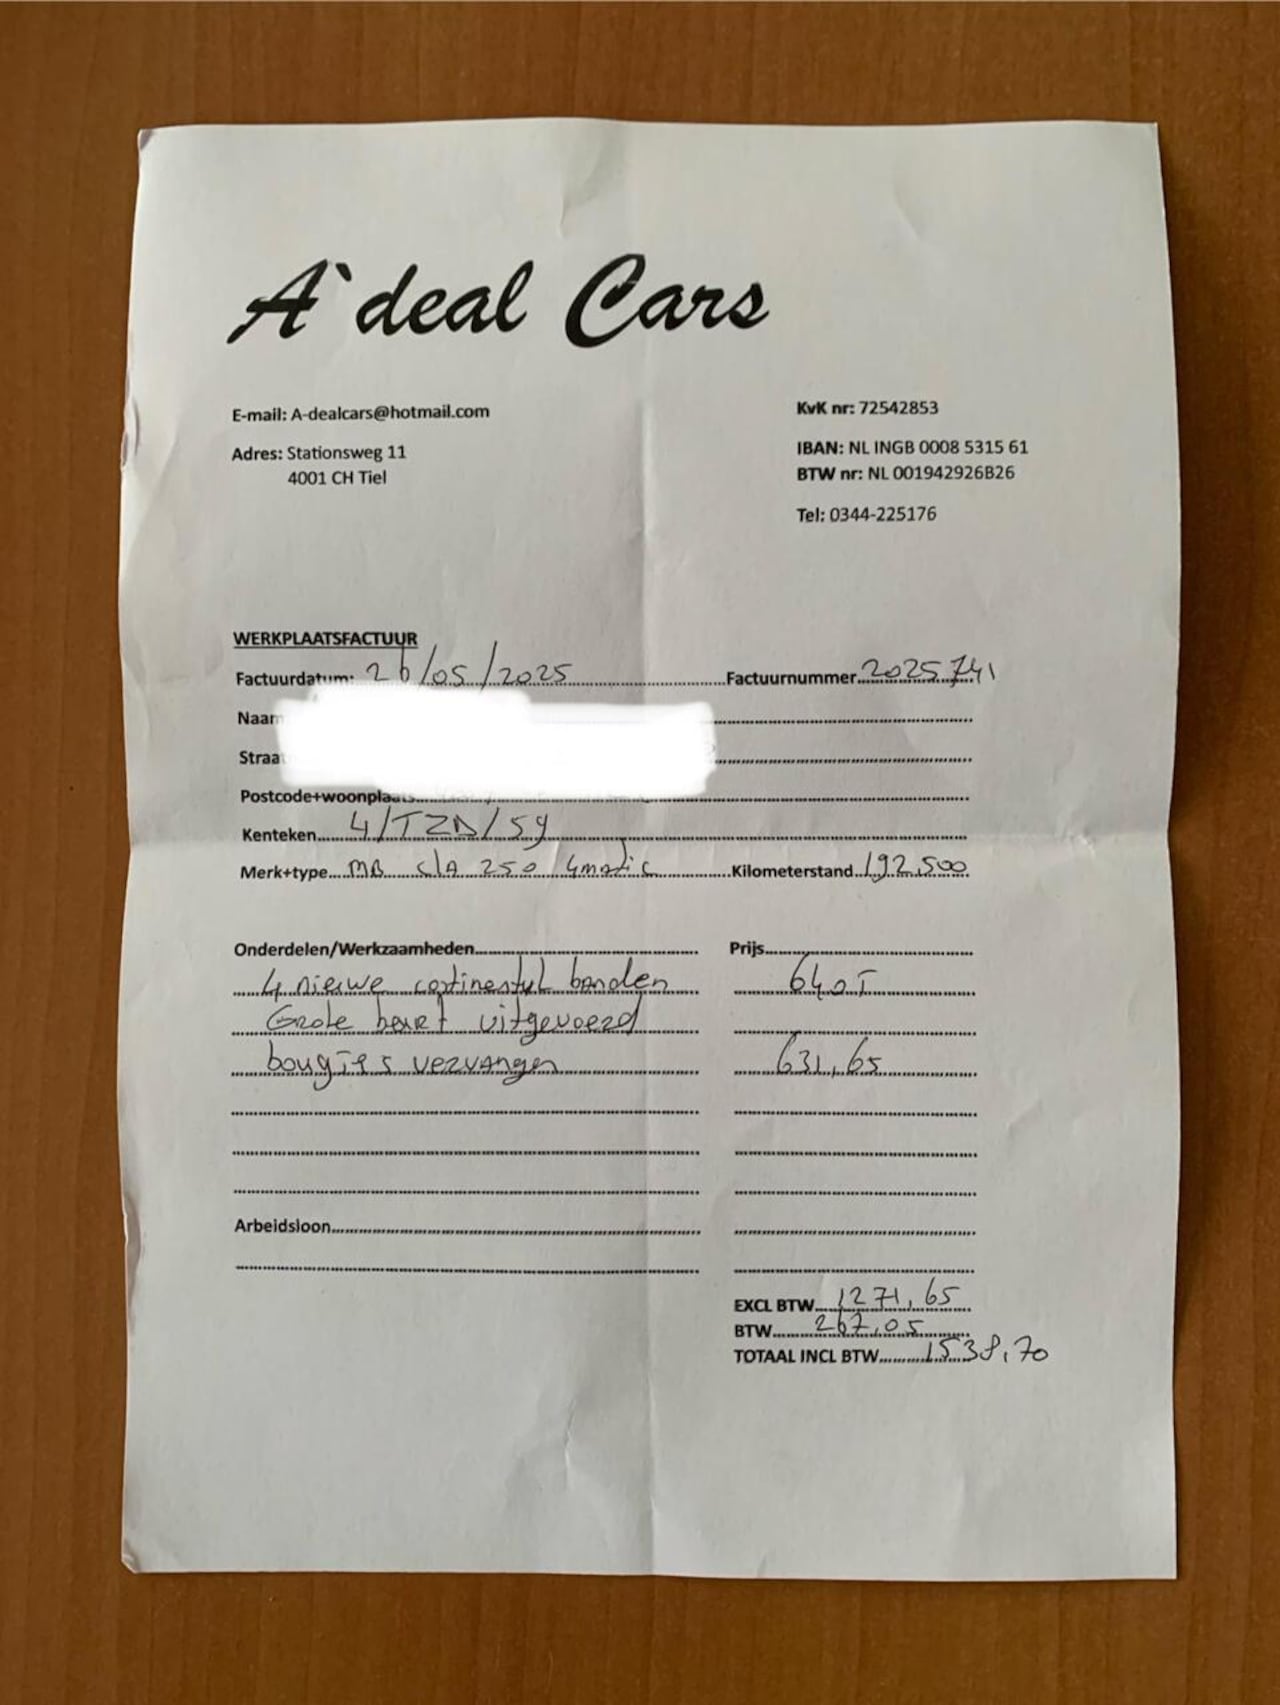 A`deal Cars
E-mail: A-dealcars@hotmail.com
KvK nr: 72542853
Adres: Stationsweg 11
4001 CH Tiel
IBAN: NL INGB 0008 5315 61
BTW nr: NL 001942926B26
Tel: 0344-225176
WERKPLAATSFACTUUR
Factuurdatum: 26/05/2025 Factuurnummer 2025741
Naam
Straat
Postcode+woonplaats
Kenteken 4/TZD/59
Merk+type MB CLA 250 4matic Kilometerstand 192.500
Onderdelen/Werkzaamheden Prijs
4 nieuwe continental banden 640
Grote beurt uitgevoerd
bougies vervangen 631,65
Arbeidsloon
EXCL BTW 1271,65
BTW 267,05
TOTAAL INCL BTW 1538,70